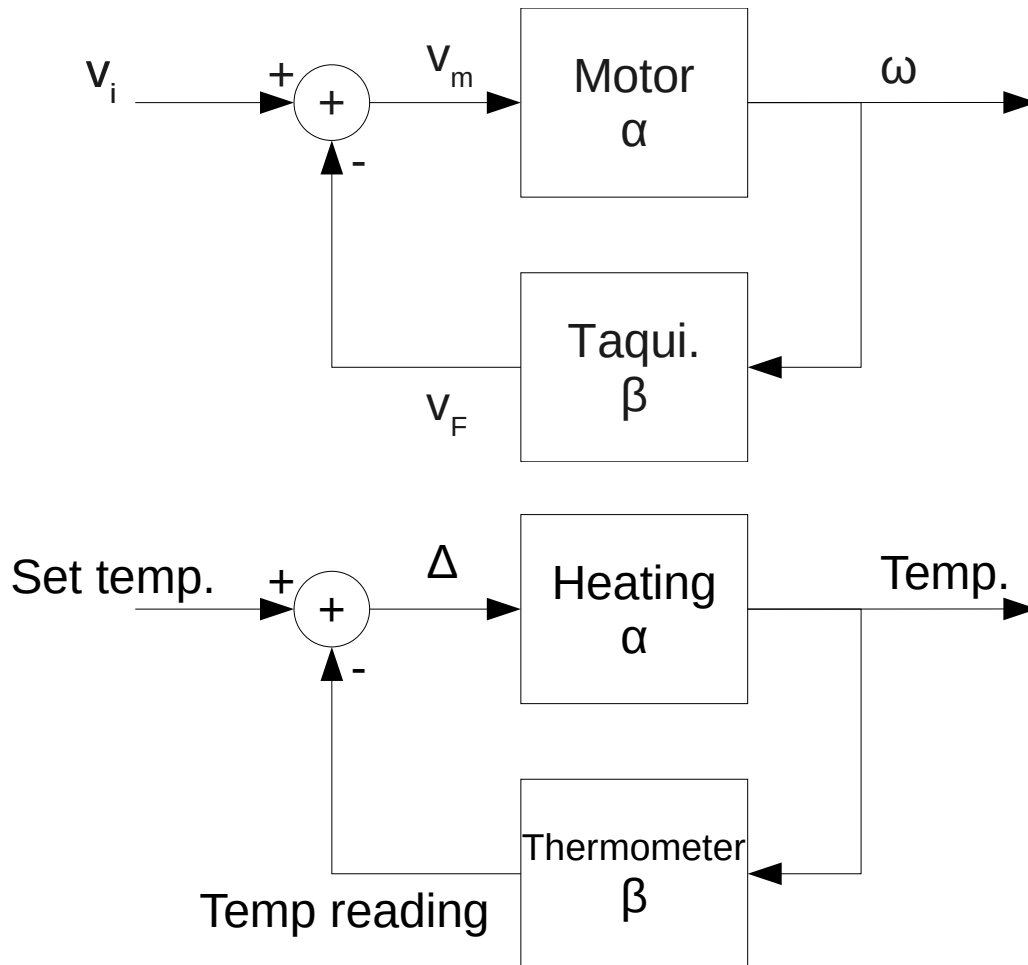 v_i
+
+
-
v_m
Motor
α
ω
Taqui.
β
v_F
Set temp.
+
+
-
Δ
Heating
α
Temp.
Thermometer
β
Temp reading